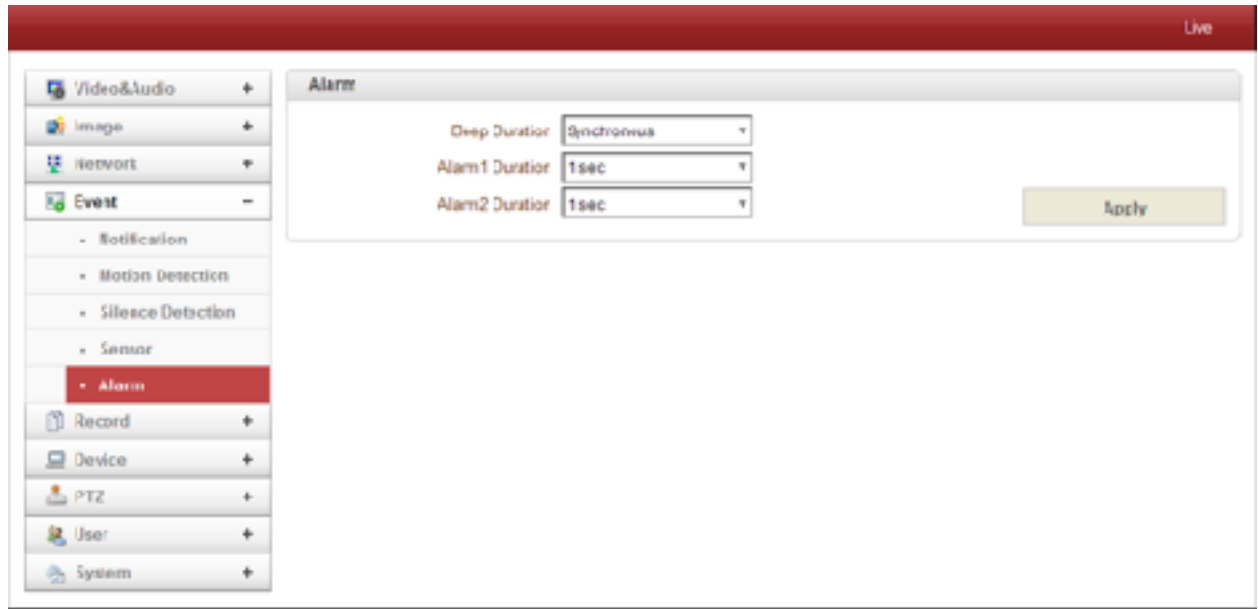 Live
Video&Audio +
Image +
Network +
Event -
- Notification
- Motion Detection
- Silence Detection
- Sensor
- Alarm
Record +
Device +
PTZ +
User +
System +
Alarm
Beep Duration Synchronous
Alarm1 Duration 1sec
Alarm2 Duration 1sec
Apply